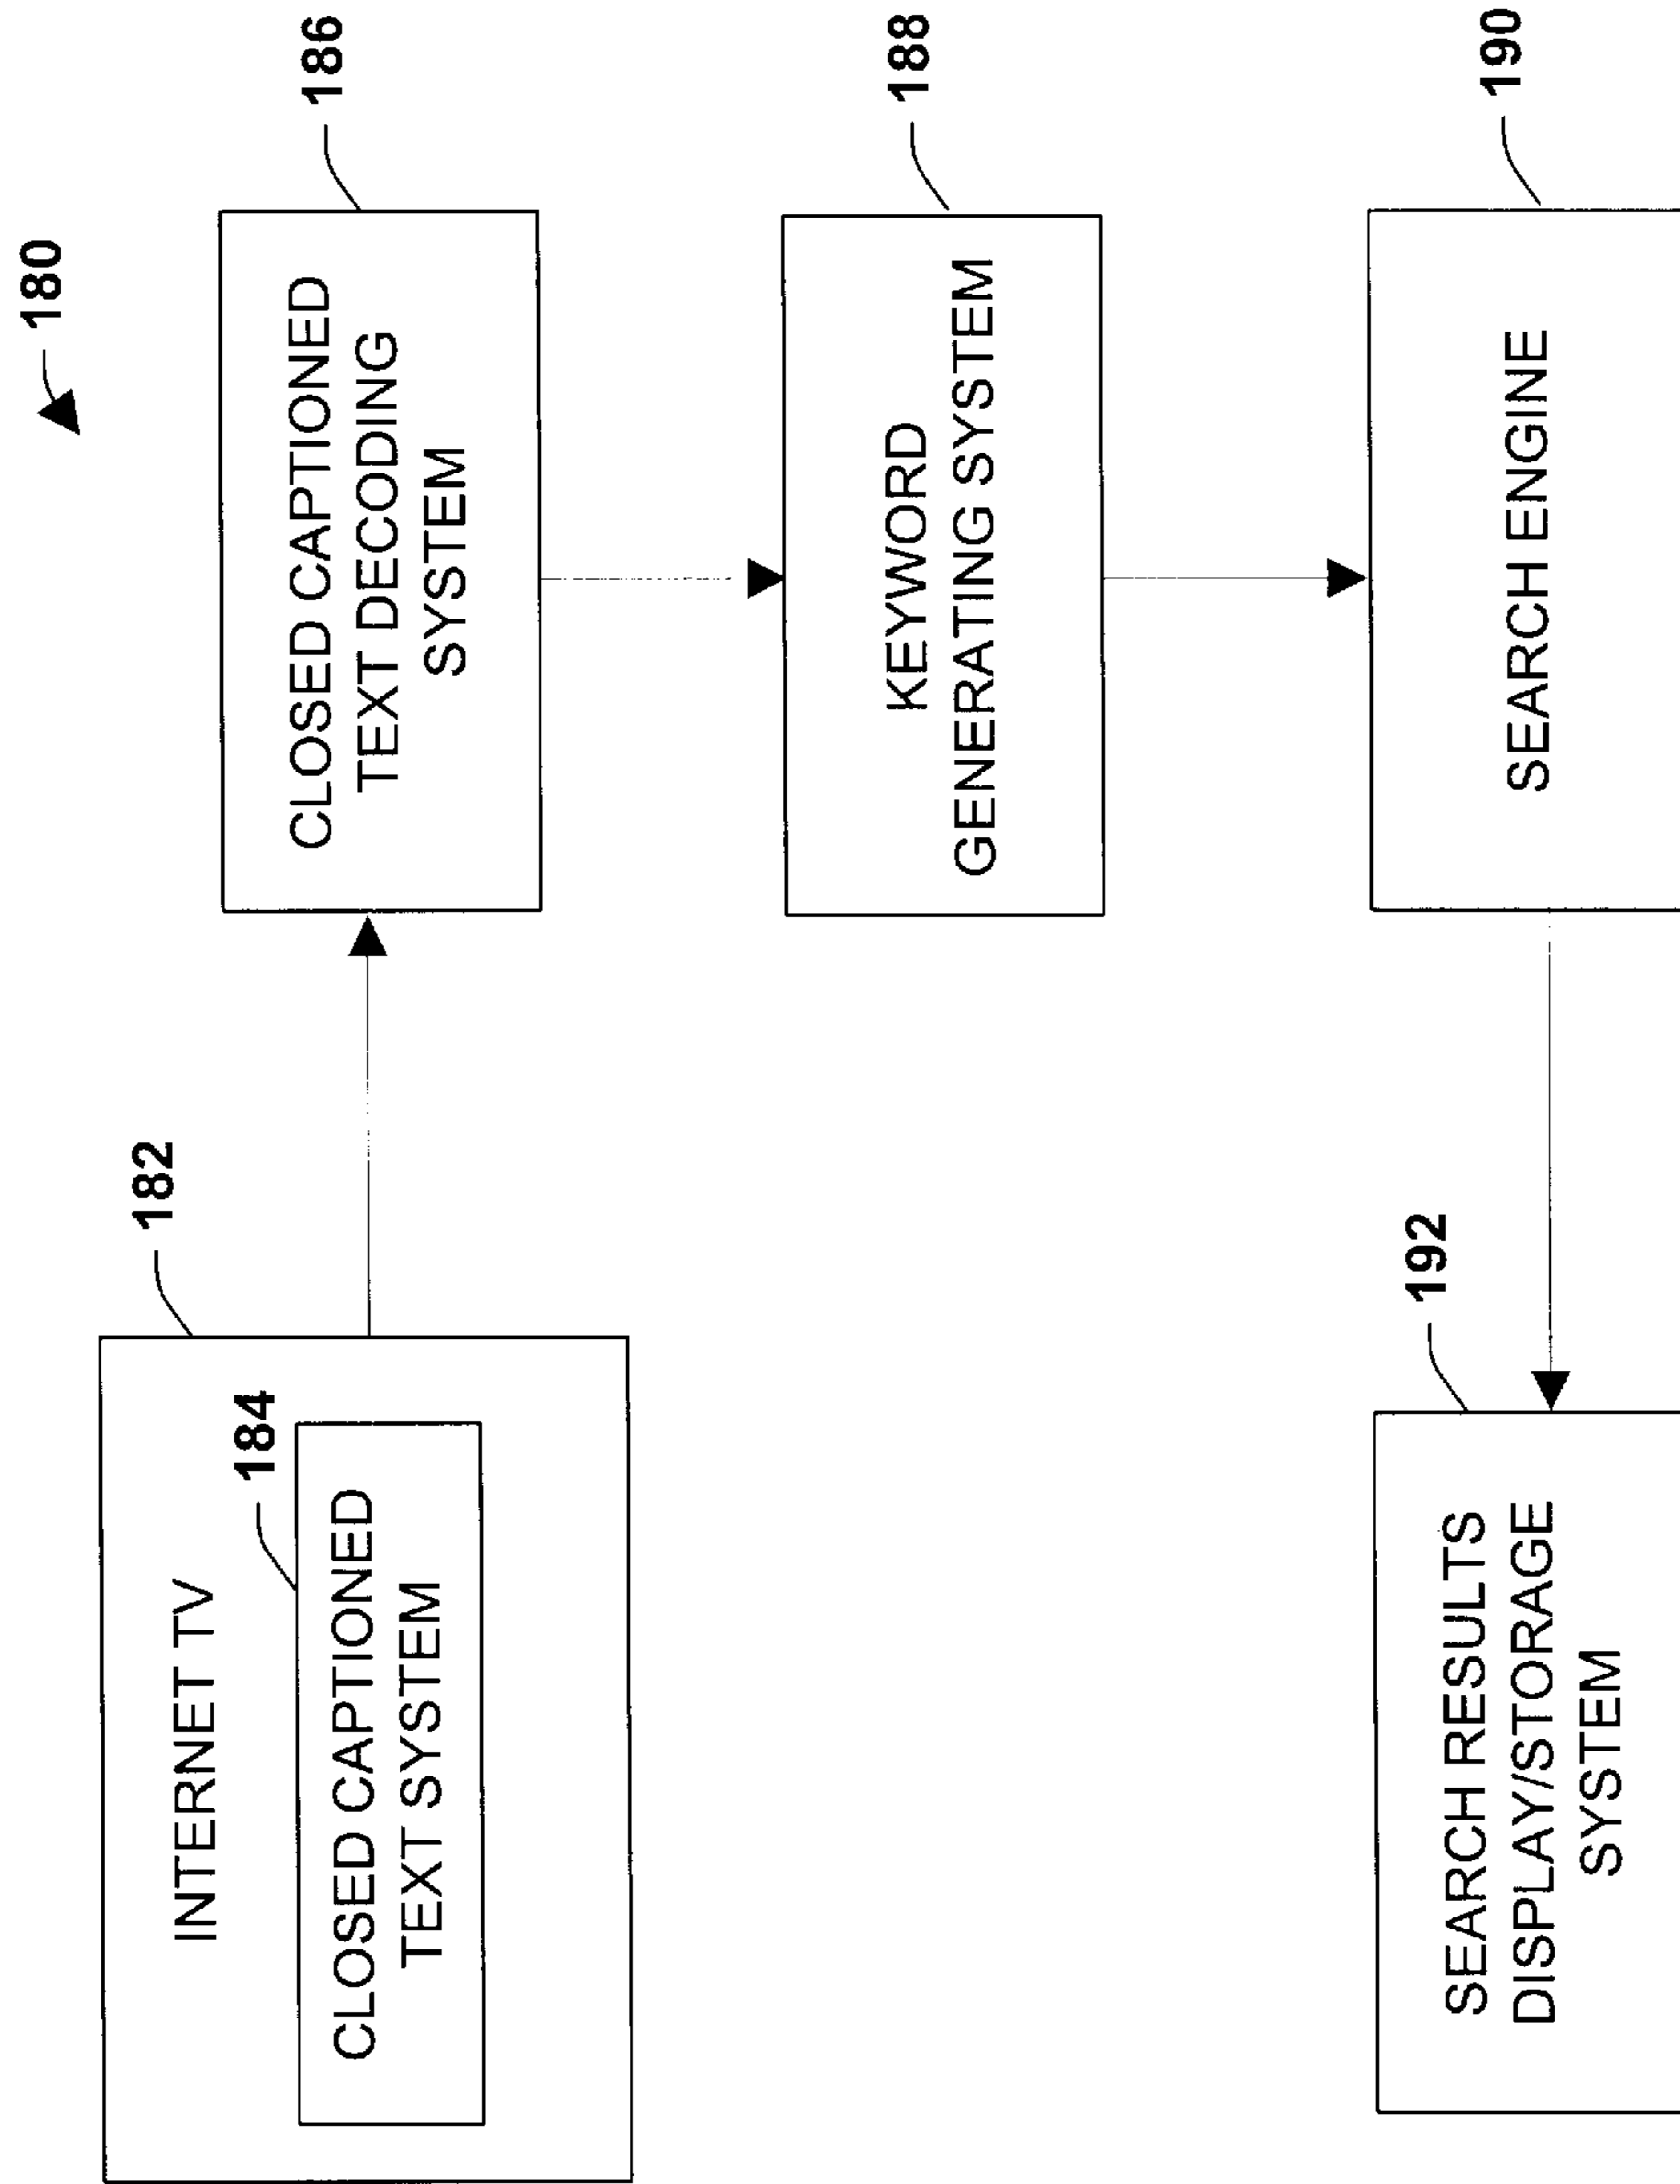 180
182
INTERNET TV
184
CLOSED CAPTIONED
TEXT SYSTEM
186
CLOSED CAPTIONED
TEXT DECODING
SYSTEM
188
KEYWORD
GENERATING SYSTEM
190
SEARCH ENGINE
192
SEARCH RESULTS
DISPLAY/STORAGE
SYSTEM